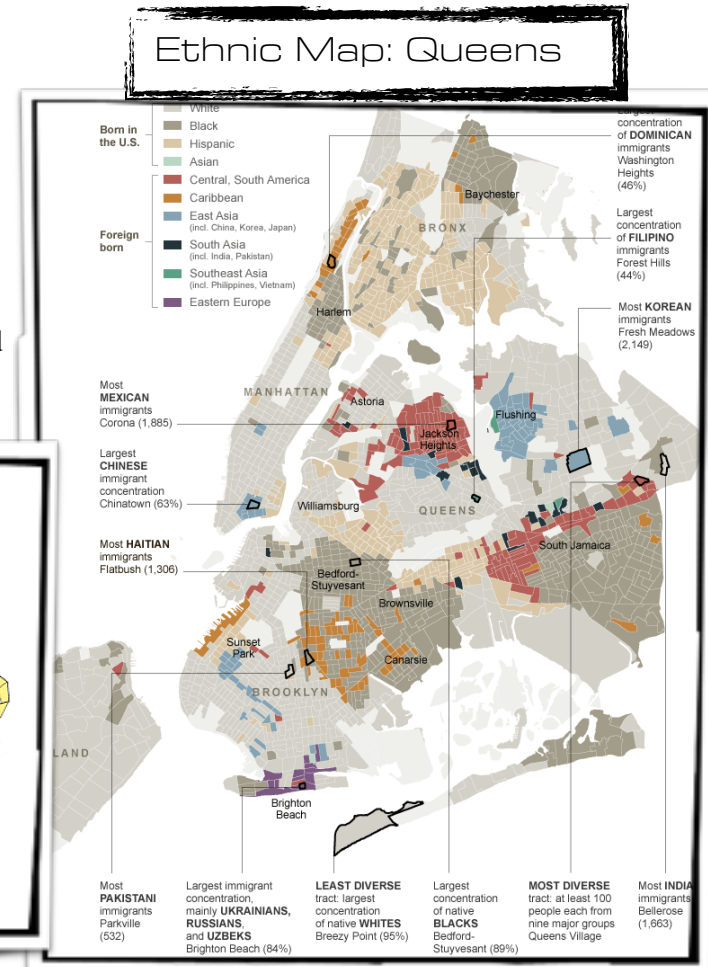 Ethnic Map: Queens
Born in
the U.S.
White
Black
Hispanic
Asian
Foreign
born
Central, South America
Caribbean
East Asia
(incl. China, Korea, Japan)
South Asia
(incl. India, Pakistan)
Southeast Asia
(incl. Philippines, Vietnam)
Eastern Europe
Largest
concentration
of DOMINICAN
immigrants
Washington
Heights
(46%)
Largest
concentration
of FILIPINO
immigrants
Forest Hills
(44%)
Most KOREAN
immigrants
Fresh Meadows
(2,149)
Baychester
BRONX
Harlem
MANHATTAN
Astoria
Jackson
Heights
Flushing
Williamsburg
QUEENS
South Jamaica
Bedford-
Stuyvesant
Brownsville
Sunset
Park
Canarsie
BROOKLYN
LAND
Brighton
Beach
Most
MEXICAN
immigrants
Corona (1,885)
Largest
CHINESE
immigrant
concentration
Chinatown (63%)
Most HAITIAN
immigrants
Flatbush (1,306)
Most
PAKISTANI
immigrants
Parkville
(532)
Largest immigrant
concentration,
mainly UKRAINIANS,
RUSSIANS,
and UZBEKS
Brighton Beach (84%)
LEAST DIVERSE
tract: largest
concentration
of native WHITES
Breezy Point (95%)
Largest
concentration
of native
BLACKS
Bedford-
Stuyvesant (89%)
MOST DIVERSE
tract: at least 100
people each from
nine major groups
Queens Village
Most INDIA
immigrants
Bellerose
(1,663)